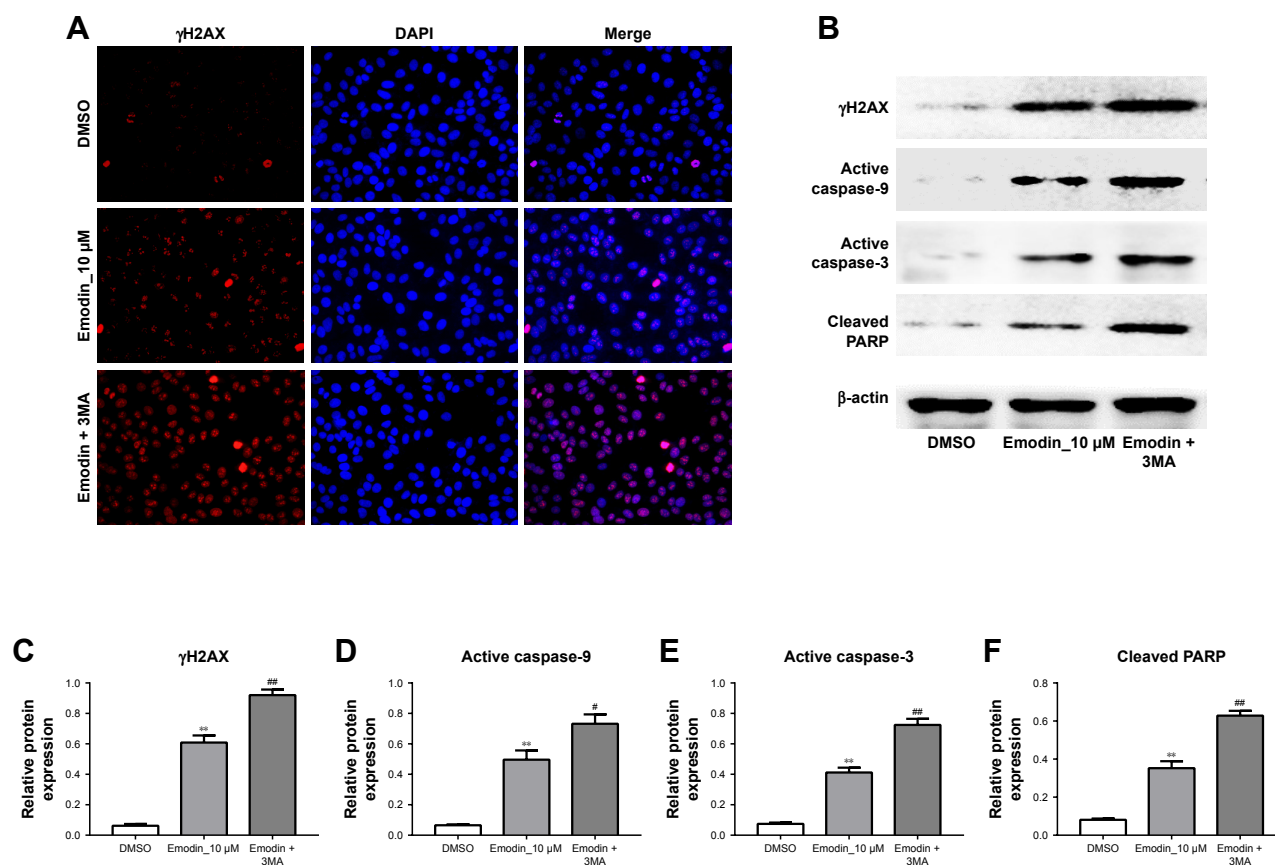 A
γH2AX
DAPI
Merge
DMSO
Emodin_10 μM
Emodin + 3MA
B
γH2AX
Active
caspase-9
Active
caspase-3
Cleaved
PARP
β-actin
DMSO
Emodin_10 μM
Emodin +
3MA
C
γH2AX
Relative protein
expression
1.0
0.8
0.6
0.4
0.2
0.0
**
##
DMSO
Emodin_10 μM
Emodin +
3MA
D
Active caspase-9
Relative protein
expression
1.0
0.8
0.6
0.4
0.2
0.0
**
#
DMSO
Emodin_10 μM
Emodin +
3MA
E
Active caspase-3
Relative protein
expression
1.0
0.8
0.6
0.4
0.2
0.0
**
##
DMSO
Emodin_10 μM
Emodin +
3MA
F
Cleaved PARP
Relative protein
expression
0.8
0.6
0.4
0.2
0.0
**
##
DMSO
Emodin_10 μM
Emodin +
3MA